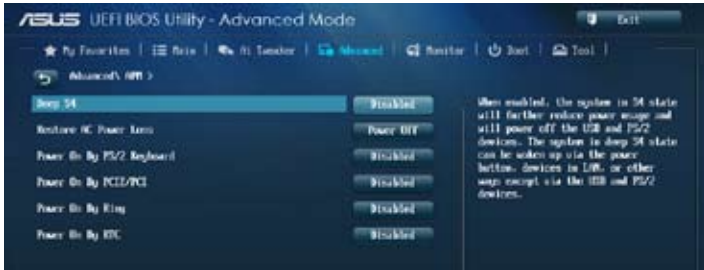 ASUS UEFI BIOS Utility - Advanced Mode
Exit
My Favorites | Main | Ai Tweaker | Advanced | Monitor | Boot | Tool |
Advanced\ APM >
Deep S4
Disabled
Restore AC Power Loss
Power Off
Power On By PS/2 Keyboard
Disabled
Power On By PCIE/PCI
Disabled
Power On By Ring
Disabled
Power On By RTC
Disabled
When enabled, the system in S4 state
will further reduce power usage and
will power off the USB and PS/2
devices. The system in deep S4 state
can be woken up via the power
button, devices in LAN, or other
ways except via the USB and PS/2
devices.